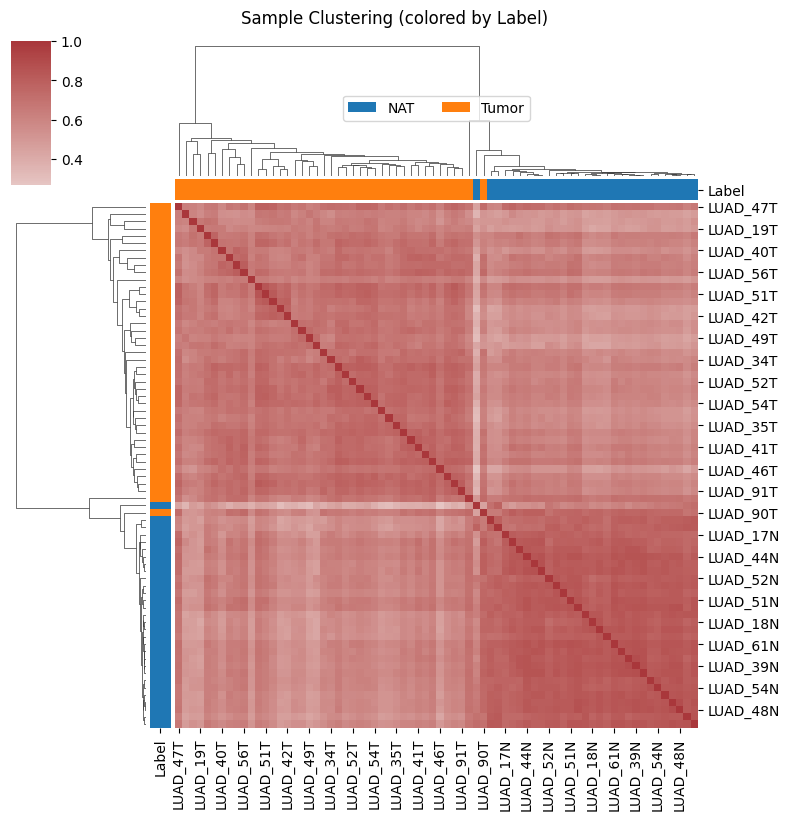 Sample Clustering (colored by Label)
1.0
0.8
0.6
0.4
NAT
Tumor
Label
LUAD_47T
LUAD_19T
LUAD_40T
LUAD_56T
LUAD_51T
LUAD_42T
LUAD_49T
LUAD_34T
LUAD_52T
LUAD_54T
LUAD_35T
LUAD_41T
LUAD_46T
LUAD_91T
LUAD_90T
LUAD_17N
LUAD_44N
LUAD_52N
LUAD_51N
LUAD_18N
LUAD_61N
LUAD_39N
LUAD_54N
LUAD_48N
Label
LUAD_47T
LUAD_19T
LUAD_40T
LUAD_56T
LUAD_51T
LUAD_42T
LUAD_34T
LUAD_52T
LUAD_54T
LUAD_35T
LUAD_41T
LUAD_46T
LUAD_91T
LUAD_90T
LUAD_17N
LUAD_44N
LUAD_52N
LUAD_51N
LUAD_18N
LUAD_61N
LUAD_39N
LUAD_54N
LUAD_48N